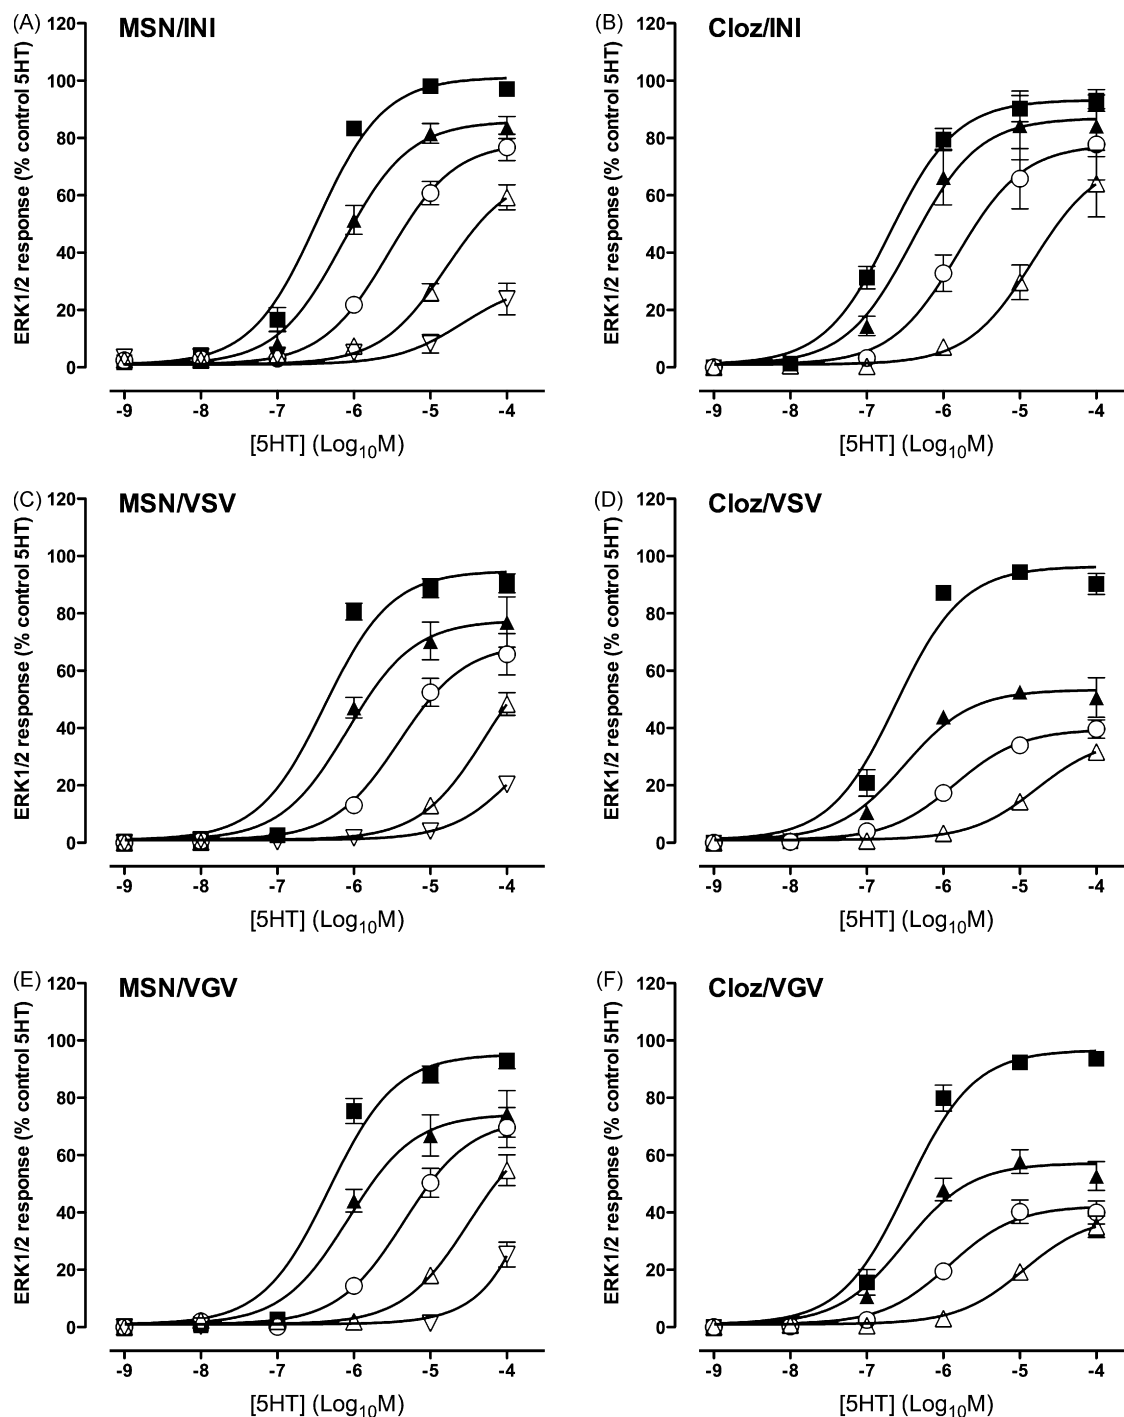 (A) MSN/INI
ERK1/2 response (% control 5HT)
120
100
80
60
40
20
0
-9 -8 -7 -6 -5 -4
[5HT] (Log10M)
(B) Cloz/INI
ERK1/2 response (% control 5HT)
120
100
80
60
40
20
0
-9 -8 -7 -6 -5 -4
[5HT] (Log10M)
(C) MSN/VSV
ERK1/2 response (% control 5HT)
120
100
80
60
40
20
0
-9 -8 -7 -6 -5 -4
[5HT] (Log10M)
(D) Cloz/VSV
ERK1/2 response (% control 5HT)
120
100
80
60
40
20
0
-9 -8 -7 -6 -5 -4
[5HT] (Log10M)
(E) MSN/VGV
ERK1/2 response (% control 5HT)
120
100
80
60
40
20
0
-9 -8 -7 -6 -5 -4
[5HT] (Log10M)
(F) Cloz/VGV
ERK1/2 response (% control 5HT)
120
100
80
60
40
20
0
-9 -8 -7 -6 -5 -4
[5HT] (Log10M)